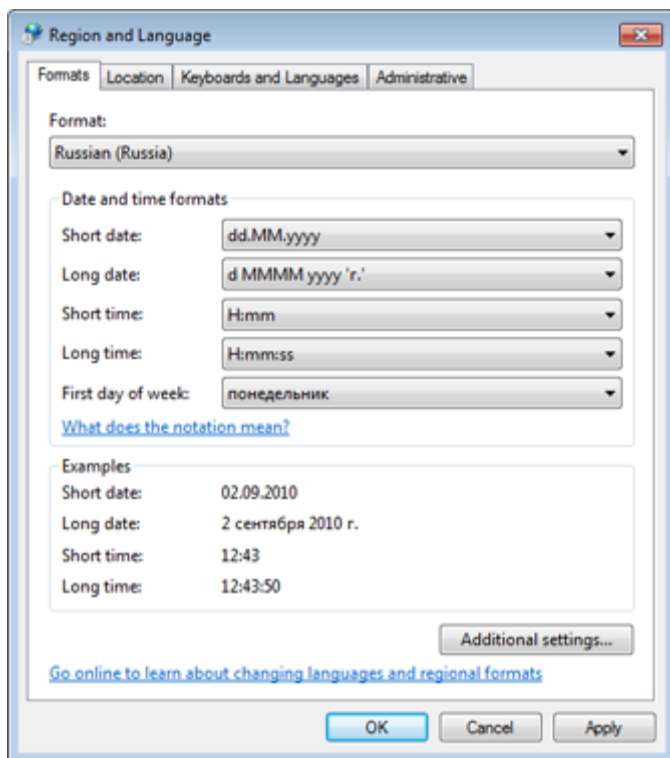 Region and Language
Formats Location Keyboards and Languages Administrative
Format:
Russian (Russia)
Date and time formats
Short date: dd.MM.yyyy
Long date: d MMMM yyyy 'г.'
Short time: H:mm
Long time: H:mm:ss
First day of week: понедельник
What does the notation mean?
Examples
Short date: 02.09.2010
Long date: 2 сентября 2010 г.
Short time: 12:43
Long time: 12:43:50
Additional settings...
Go online to learn about changing languages and regional formats
OK Cancel Apply